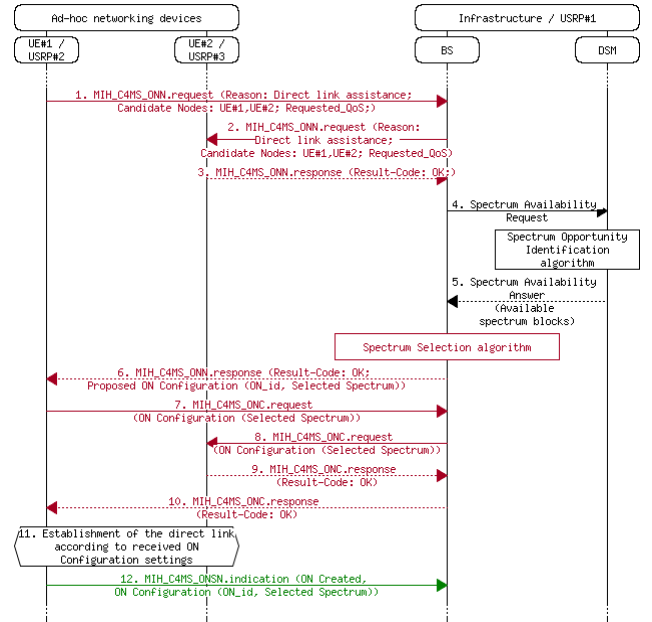 Ad-hoc networking devices
Infrastructure / USRP#1
UE#1 /
USRP#2
UE#2 /
USRP#3
BS
DSM
1. MIH_C4MS_ONN.request (Reason: Direct link assistance;
Candidate Nodes: UE#1,UE#2; Requested_QoS;)
2. MIH_C4MS_ONN.request (Reason:
Direct link assistance;
Candidate Nodes: UE#1,UE#2; Requested_QoS)
3. MIH_C4MS_ONN.response (Result-Code: OK;)
4. Spectrum Availability
Request
Spectrum Opportunity
Identification
algorithm
5. Spectrum Availability
Answer
(Available
spectrum blocks)
Spectrum Selection algorithm
6. MIH_C4MS_ONN.response (Result-Code: OK;
Proposed ON Configuration (ON_id, Selected Spectrum))
7. MIH_C4MS_ONC.request
(ON Configuration (Selected Spectrum))
8. MIH_C4MS_ONC.request
(ON Configuration (Selected Spectrum))
9. MIH_C4MS_ONC.response
(Result-Code: OK)
10. MIH_C4MS_ONC.response
(Result-Code: OK)
11. Establishment of the direct link
according to received ON
Configuration settings
12. MIH_C4MS_ONSN.indication (ON Created,
ON Configuration (ON_id, Selected Spectrum))